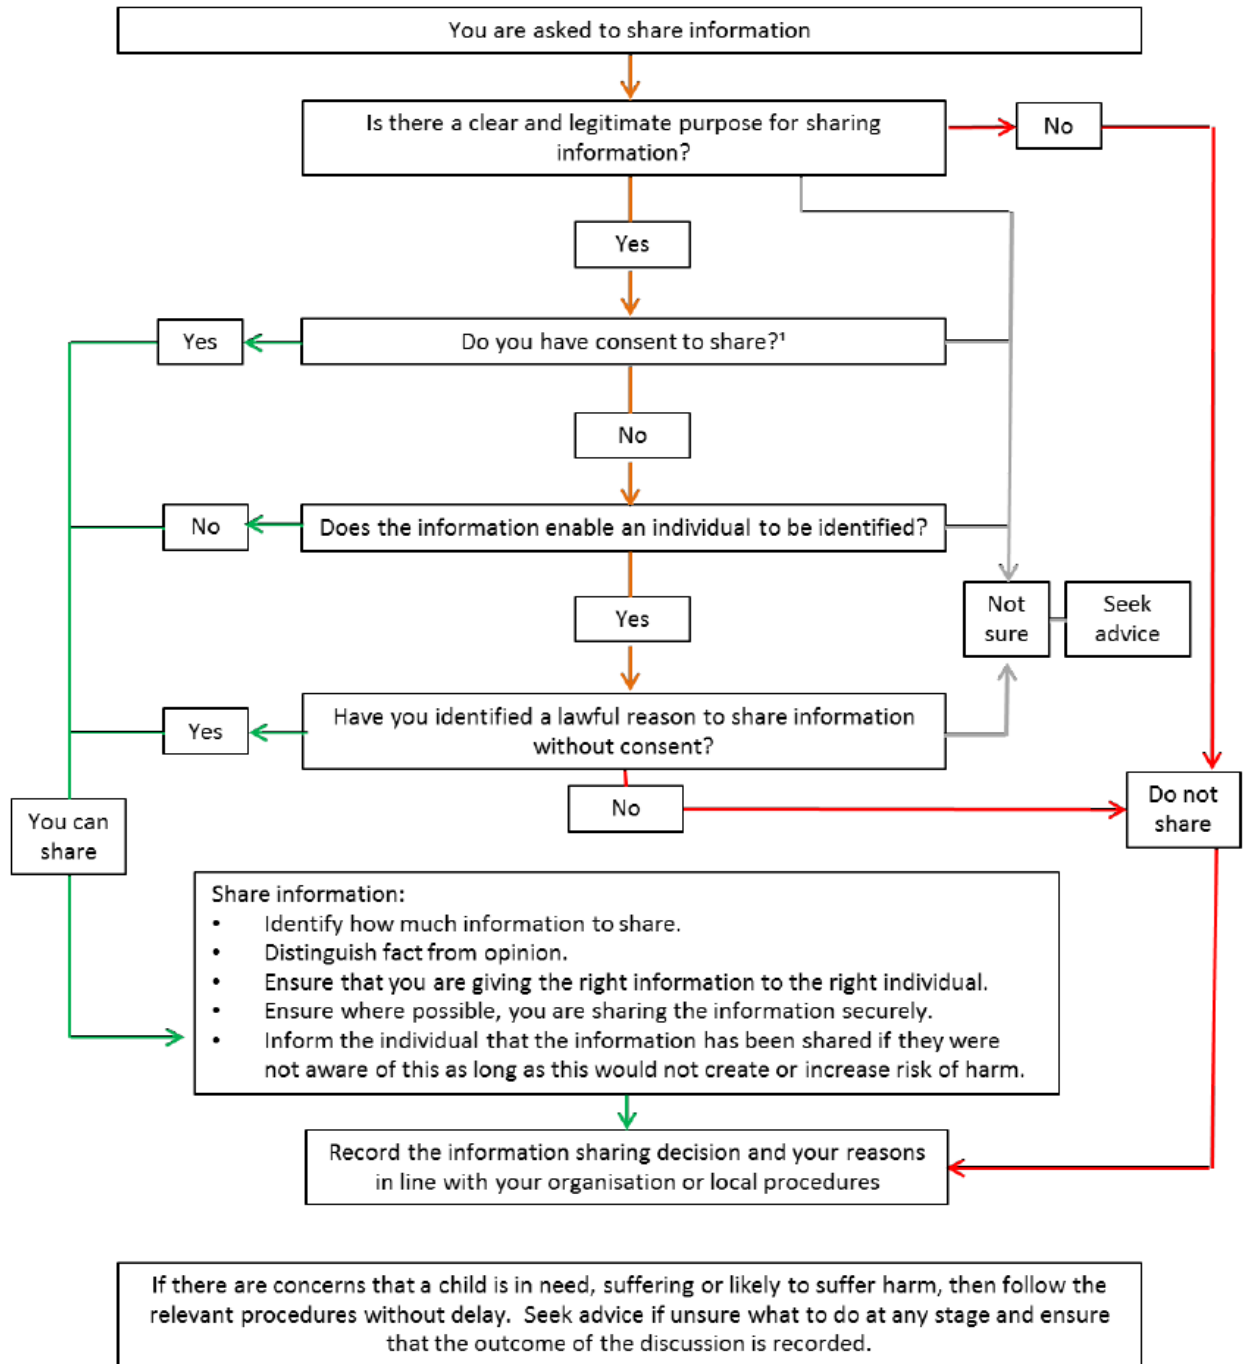 You are asked to share information
Is there a clear and legitimate purpose for sharing
information?
No
Yes
Yes
Do you have consent to share?¹
No
No
Does the information enable an individual to be identified?
Yes
Not
sure
Seek
advice
Yes
Have you identified a lawful reason to share information
without consent?
No
Do not
share
You can
share
Share information:
• Identify how much information to share.
• Distinguish fact from opinion.
• Ensure that you are giving the right information to the right individual.
• Ensure where possible, you are sharing the information securely.
• Inform the individual that the information has been shared if they were
not aware of this as long as this would not create or increase risk of harm.
Record the information sharing decision and your reasons
in line with your organisation or local procedures
If there are concerns that a child is in need, suffering or likely to suffer harm, then follow the
relevant procedures without delay. Seek advice if unsure what to do at any stage and ensure
that the outcome of the discussion is recorded.